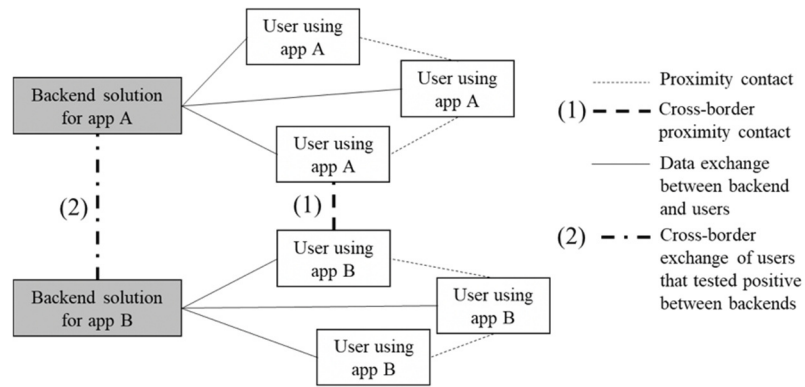 User using
app A
User using
app A
Backend solution
for app A
User using
app A
(2)
(1)
User using
app B
Backend solution
for app B
User using
app B
User using
app B
Proximity contact
(1)
Cross-border
proximity contact
Data exchange
between backend
and users
(2)
Cross-border
exchange of users
that tested positive
between backends